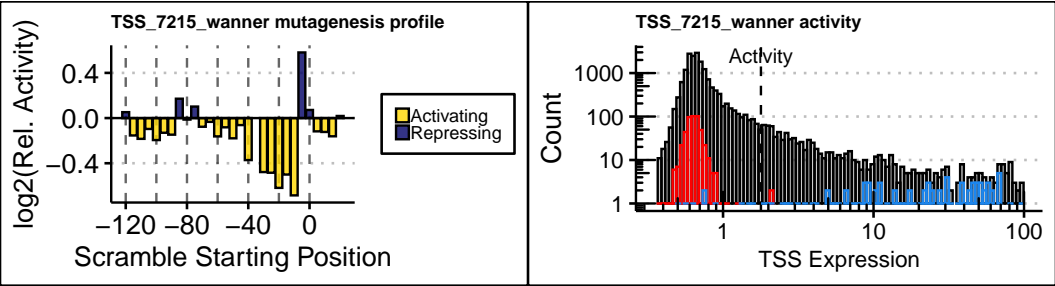 TSS_7215_wanner mutagenesis profile
log2(Rel. Activity)
0.4
0.0
−0.4
−120 −80 −40 0
Scramble Starting Position
Activating
Repressing
TSS_7215_wanner activity
Activity
Count
1000
100
10
1
1 10 100
TSS Expression